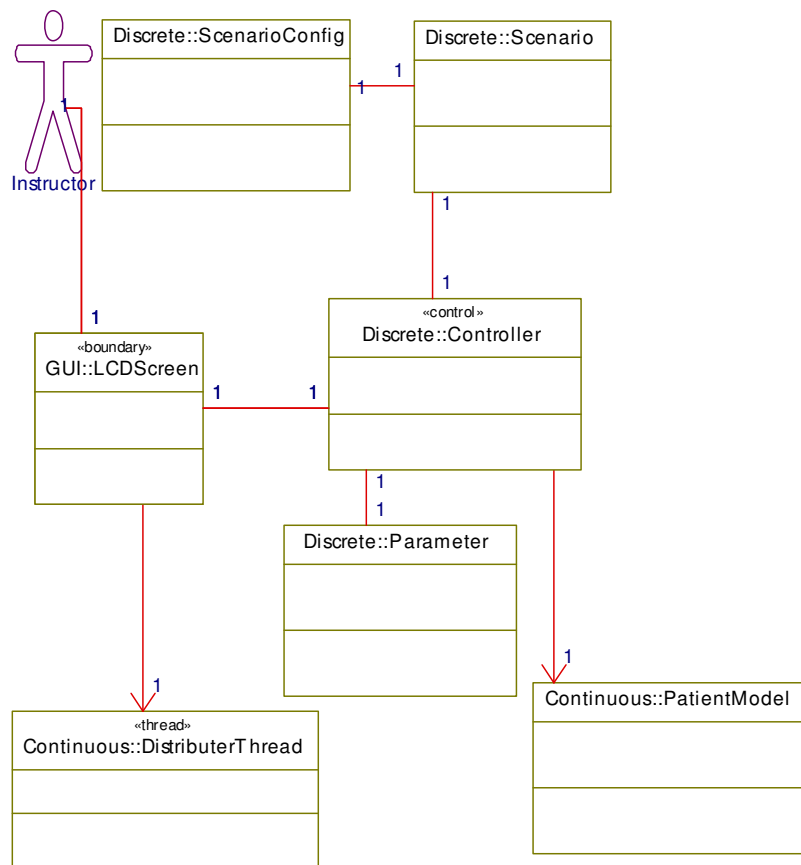 Discrete::ScenarioConfig
Discrete::Scenario
1
1
1
Instructor
1
1
1
«control»
Discrete::Controller
«boundary»
GUI::LCDScreen
1
1
1
1
Discrete::Parameter
1
1
«thread»
Continuous::DistributerThread
Continuous::PatientModel